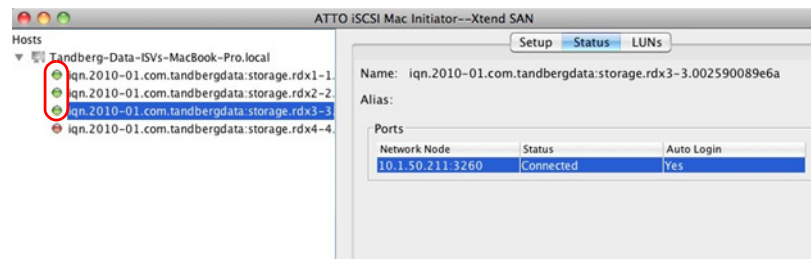 ATTO iSCSI Mac Initiator--Xtend SAN
Hosts
Tandberg-Data-ISVs-MacBook-Pro.local
iqn.2010-01.com.tandbergdata:storage.rdx1-1.
iqn.2010-01.com.tandbergdata:storage.rdx2-2.
iqn.2010-01.com.tandbergdata:storage.rdx3-3.
iqn.2010-01.com.tandbergdata:storage.rdx4-4.
Setup Status LUNs
Name: iqn.2010-01.com.tandbergdata:storage.rdx3-3.002590089e6a
Alias:
Ports
Network Node Status Auto Login
10.1.50.211:3260 Connected Yes